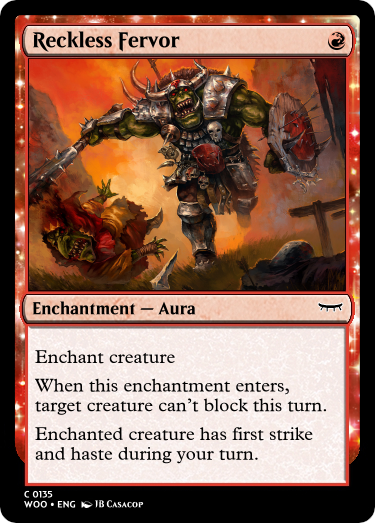 Reckless Fervor
Enchantment — Aura
Enchant creature
When this enchantment enters,
target creature can't block this turn.
Enchanted creature has first strike
and haste during your turn.
C 0135
WOO • ENG JB Casacop